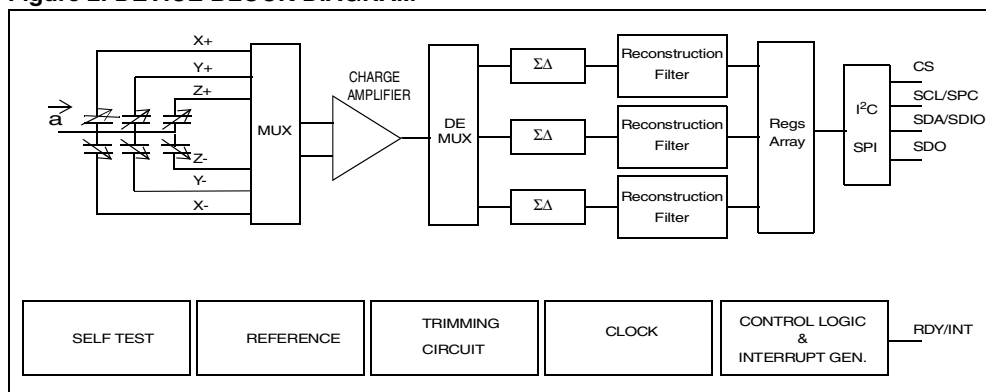 Figure 2. DEVICE BLOCK DIAGRAM
X+
Y+
Z+
a
Z-
Y-
X-
MUX
CHARGE
AMPLIFIER
DE
MUX
ΣΔ
ΣΔ
ΣΔ
Reconstruction
Filter
Reconstruction
Filter
Reconstruction
Filter
Regs
Array
I²C
SPI
CS
SCL/SPC
SDA/SDIO
SDO
SELF TEST
REFERENCE
TRIMMING
CIRCUIT
CLOCK
CONTROL LOGIC
&
INTERRUPT GEN.
RDY/INT